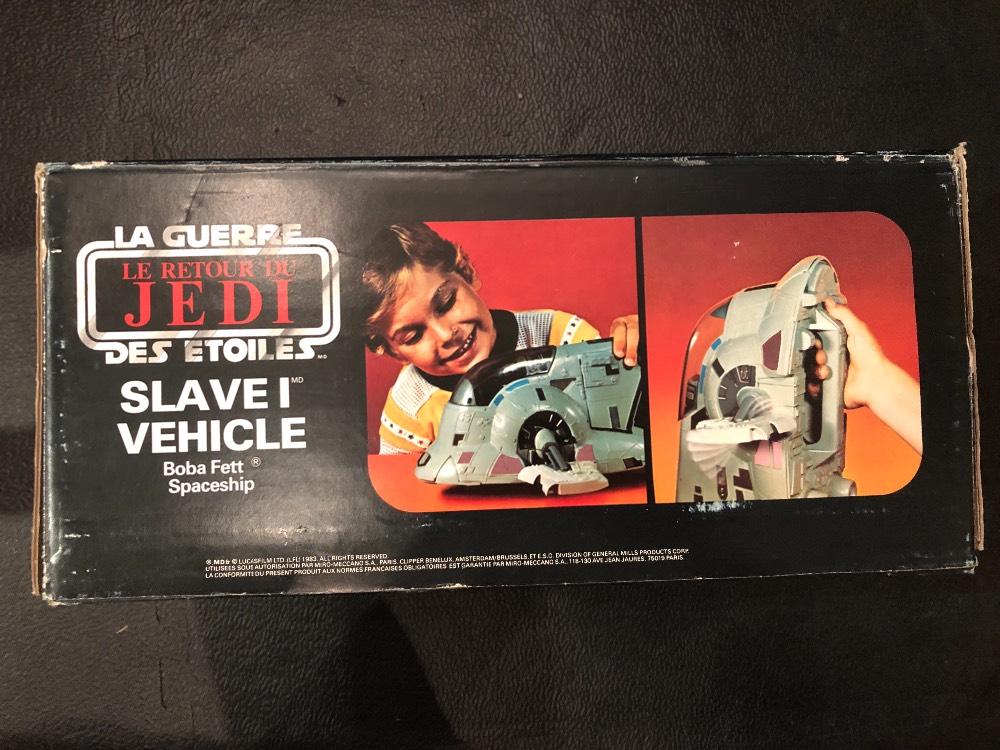 LA GUERRE
LE RETOUR DU
JEDI
DES ETOILES MD
SLAVE I MD
VEHICLE
Boba Fett ®
Spaceship
® MD & © LUCASFILM LTD. (LFL) 1983. ALL RIGHTS RESERVED.
UTILISEES SOUS AUTORISATION PAR MIRO-MECCANO S.A., PARIS, CLIPPER BENELUX, AMSTERDAM/BRUSSELS, ET E.S.C. DIVISION OF GENERAL MILLS PRODUCTS CORP.
LA CONFORMITE DU PRESENT PRODUIT AUX NORMES FRANCAISES OBLIGATOIRES EST GARANTIE PAR MIRO-MECCANO S.A., 118-130 AVE JEAN JAURES, 75019 PARIS.